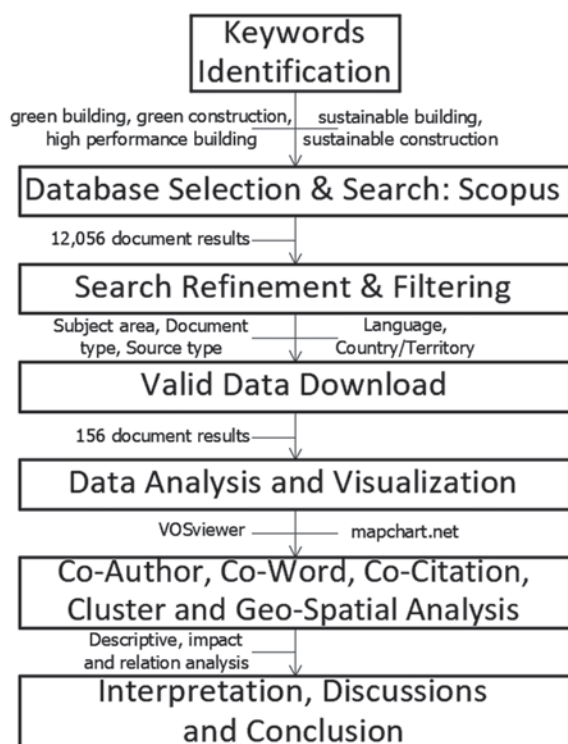 Keywords
Identification
green building, green construction,
high performance building
sustainable building,
sustainable construction
Database Selection & Search: Scopus
12,056 document results
Search Refinement & Filtering
Subject area, Document
type, Source type
Language,
Country/Territory
Valid Data Download
156 document results
Data Analysis and Visualization
VOSviewer
mapchart.net
Co-Author, Co-Word, Co-Citation,
Cluster and Geo-Spatial Analysis
Descriptive, impact
and relation analysis
Interpretation, Discussions
and Conclusion